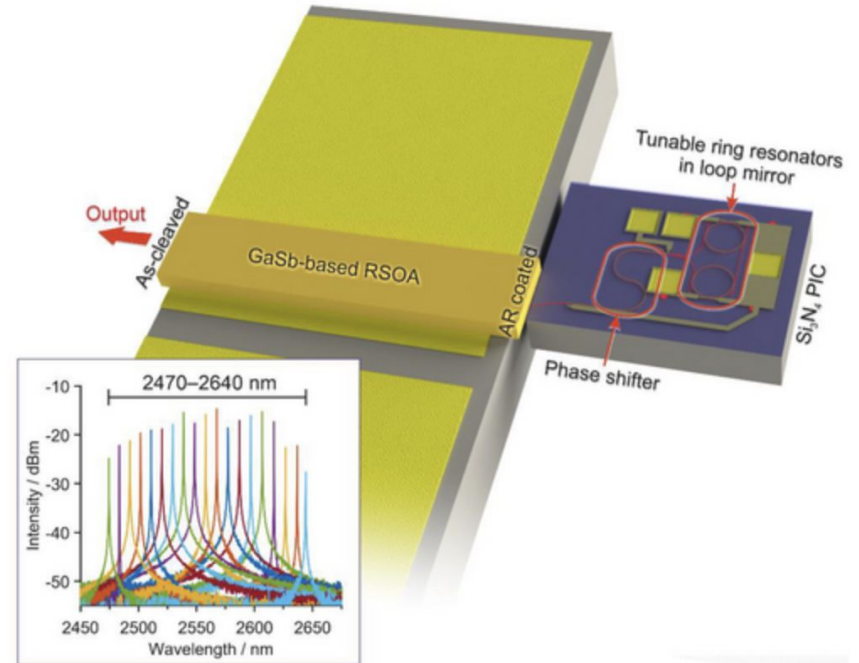 Tunable ring resonators
in loop mirror
Output
As-cleaved
GaSb-based RSOA
AR coated
Si₃N₄ PIC
Phase shifter
2470–2640 nm
-10
-20
-30
-40
-50
Intensity / dBm
2450 2500 2550 2600 2650
Wavelength / nm